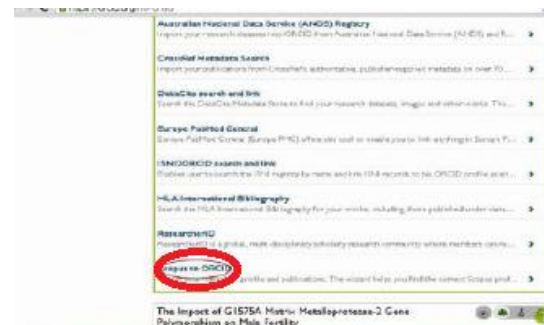 Australian National Data Service (ANDS) Registry
Import your research datasets into ORCID from Australian National Data Service (ANDS) and R...
CrossRef Metadata Search
Import your publications from CrossRef's authoritative, publisher-supplied metadata on over 70 ...
DataCite search and link
Search the DataCite Metadata Store to find your research datasets, images and other works. This...
Europe PubMed Central
Europe PubMed Central (Europe PMC) offers this tool to enable you to link anything in Europe P...
ISNI2ORCID search and link
Enables user to search the ISNI registry by name and link ISNI records to his ORCID profile as an...
MLA International Bibliography
Search the MLA International Bibliography for your works, including those published under
ResearcherID
ResearcherID is a global, multi-disciplinary scholarly research community where members can
Scopus to ORCID
profile and publications. The wizard helps you find the correct Scopus prof...
The Impact of G1575A Matrix Metalloprotease-2 Gene
Polymorphism on Male Fertility